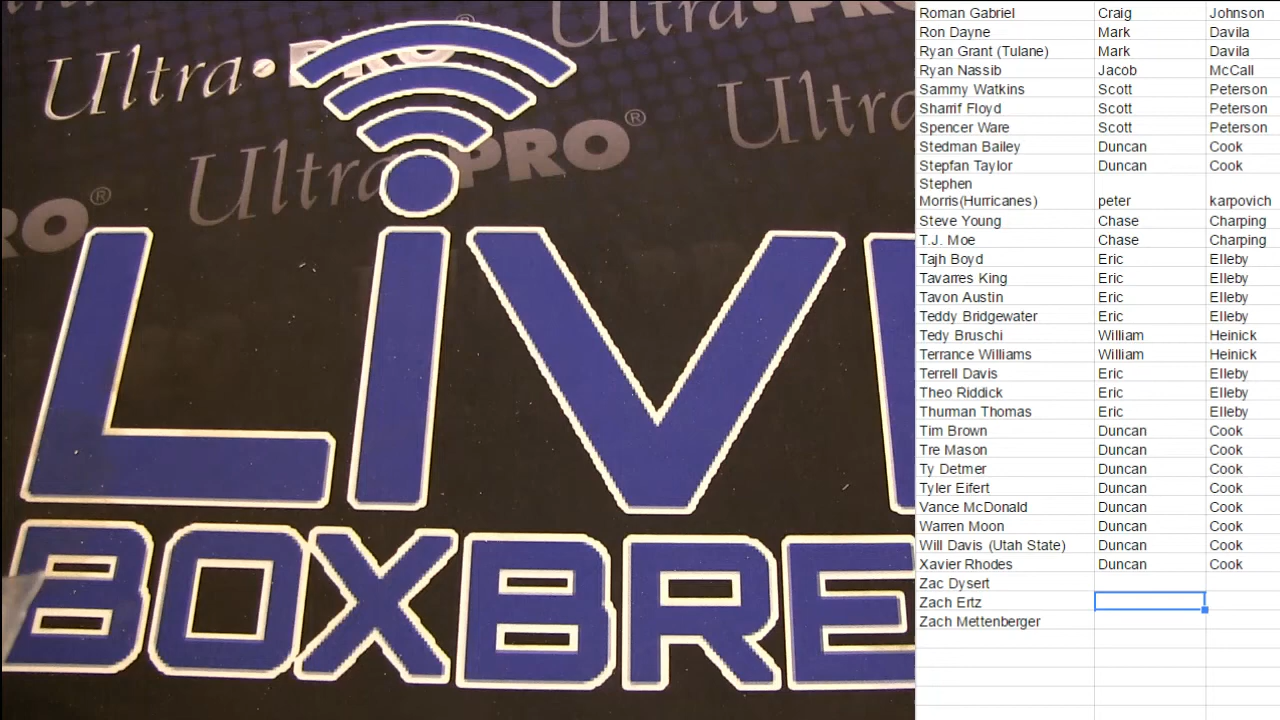 Ultra•PRO®
Ultra•PRO
Ultra•PRO®
Ultra
RO®
LiV
BOXBRE
Roman Gabriel Craig Johnson
Ron Dayne Mark Davila
Ryan Grant (Tulane) Mark Davila
Ryan Nassib Jacob McCall
Sammy Watkins Scott Peterson
Sharrif Floyd Scott Peterson
Spencer Ware Scott Peterson
Stedman Bailey Duncan Cook
Stepfan Taylor Duncan Cook
Stephen
Morris(Hurricanes) peter karpovich
Steve Young Chase Charping
T.J. Moe Chase Charping
Tajh Boyd Eric Elleby
Tavarres King Eric Elleby
Tavon Austin Eric Elleby
Teddy Bridgewater Eric Elleby
Tedy Bruschi William Heinick
Terrance Williams William Heinick
Terrell Davis Eric Elleby
Theo Riddick Eric Elleby
Thurman Thomas Eric Elleby
Tim Brown Duncan Cook
Tre Mason Duncan Cook
Ty Detmer Duncan Cook
Tyler Eifert Duncan Cook
Vance McDonald Duncan Cook
Warren Moon Duncan Cook
Will Davis (Utah State) Duncan Cook
Xavier Rhodes Duncan Cook
Zac Dysert
Zach Ertz
Zach Mettenberger